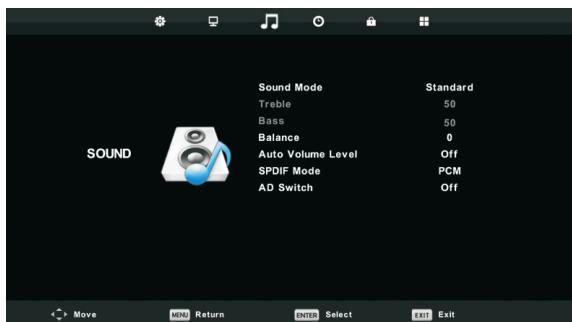 Sound Mode Standard
Treble 50
Bass 50
Balance 0
SOUND
Auto Volume Level Off
SPDIF Mode PCM
AD Switch Off
Move MENU Return ENTER Select EXIT Exit